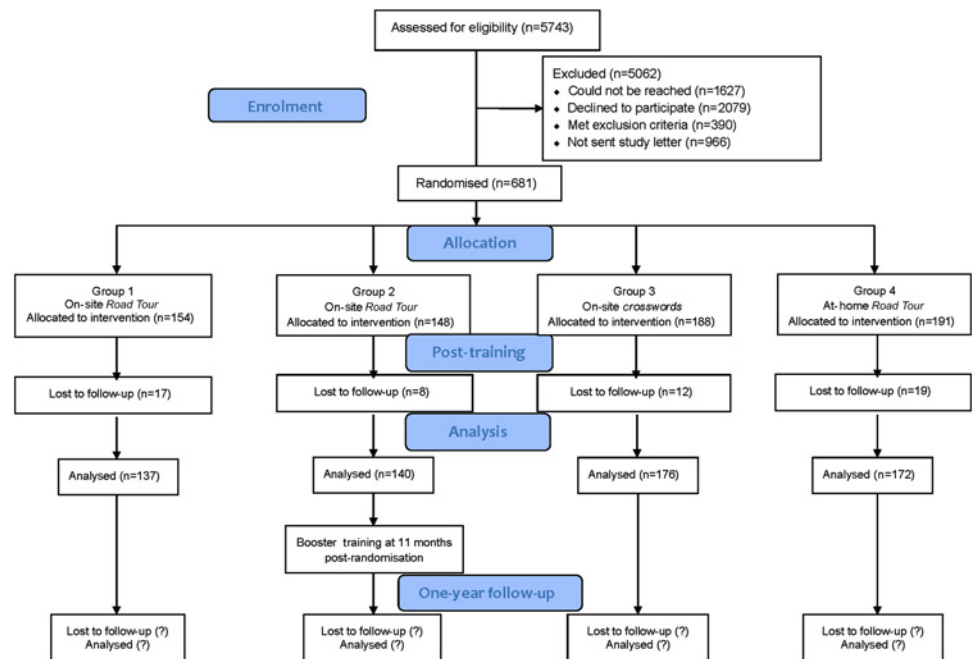 Assessed for eligibility (n=5743)
Excluded (n=5062)
◆ Could not be reached (n=1627)
◆ Declined to participate (n=2079)
◆ Met exclusion criteria (n=390)
◆ Not sent study letter (n=966)
Enrolment
Randomised (n=681)
Allocation
Group 1
On-site Road Tour
Allocated to intervention (n=154)
Group 2
On-site Road Tour
Allocated to intervention (n=148)
Group 3
On-site crosswords
Allocated to intervention (n=188)
Group 4
At-home Road Tour
Allocated to intervention (n=191)
Post-training
Lost to follow-up (n=17)
Lost to follow-up (n=8)
Lost to follow-up (n=12)
Lost to follow-up (n=19)
Analysis
Analysed (n=137)
Analysed (n=140)
Analysed (n=176)
Analysed (n=172)
Booster training at 11 months
post-randomisation
One-year follow-up
Lost to follow-up (?)
Analysed (?)
Lost to follow-up (?)
Analysed (?)
Lost to follow-up (?)
Analysed (?)
Lost to follow-up (?)
Analysed (?)